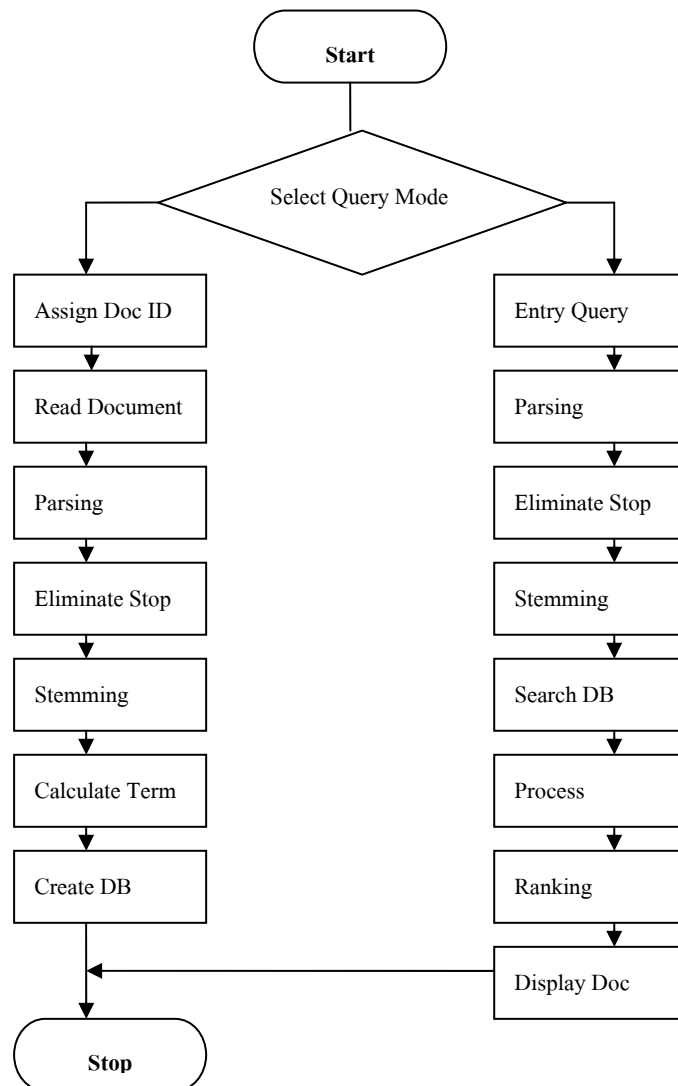 Start
Select Query Mode
Assign Doc ID
Read Document
Parsing
Eliminate Stop
Stemming
Calculate Term
Create DB
Entry Query
Parsing
Eliminate Stop
Stemming
Search DB
Process
Ranking
Display Doc
Stop